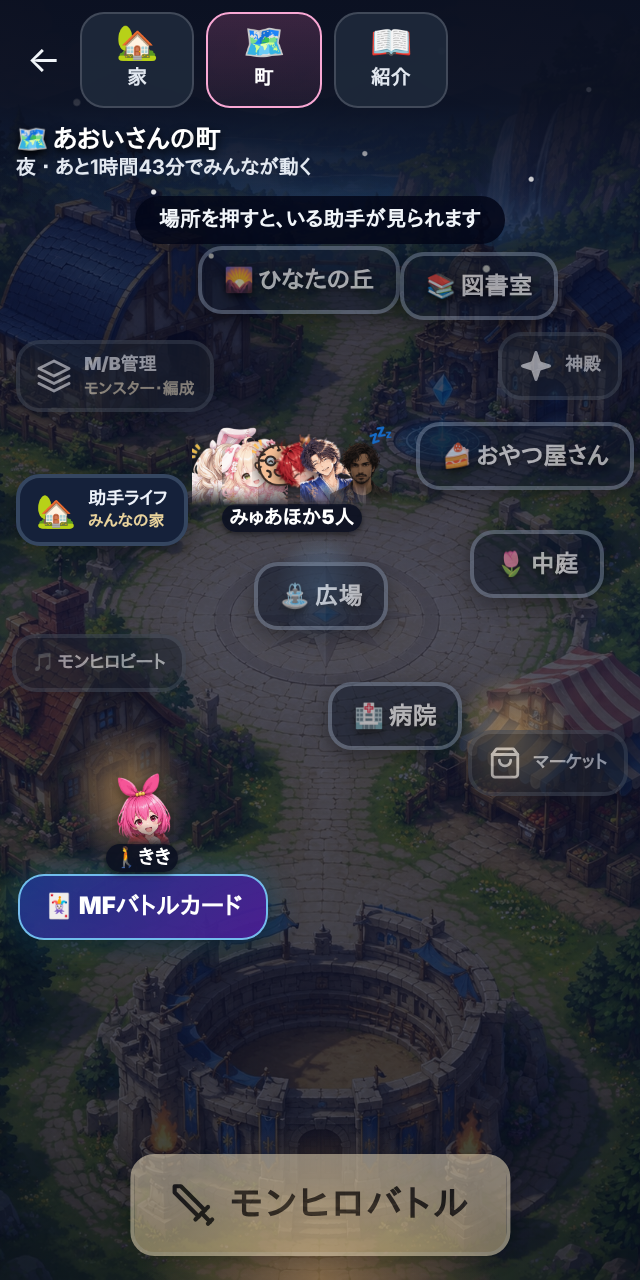 家
町
紹介
あおいさんの町
夜・あと1時間43分でみんなが動く
場所を押すと、いる助手が見られます
ひなたの丘
図書室
M/B管理
モンスター・編成
神殿
おやつ屋さん
助手ライフ
みんなの家
みゅあほか5人
中庭
広場
モンヒロビート
病院
マーケット
きき
MFバトルカード
モンヒロバトル